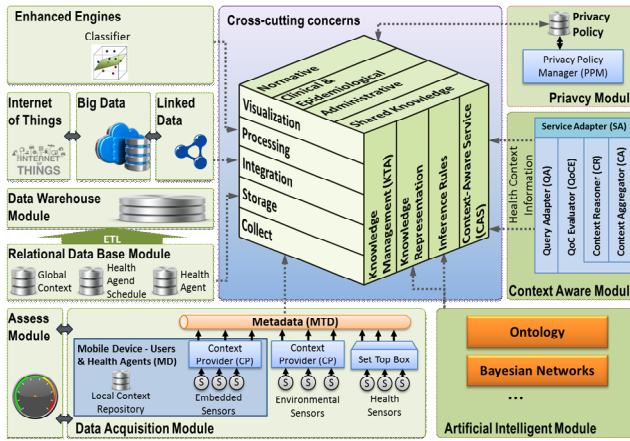 Enhanced Engines
Classifier
Internet
of Things
Big Data
Linked
Data
INTERNET
OF
THINGS
Data Warehouse
Module
ETL
Relational Data Base Module
Global
Context
Health
Agend
Schedule
Health
Agent
Cross-cutting concerns
Normative
Clinical &
Epidemiological
Administrative
Shared Knowledge
Visualization
Processing
Integration
Storage
Collect
Knowledge
Management (KTA)
Knowledge
Representation
Inference Rules
Context-Aware Service
(CAS)
Privacy
Policy
Privacy Policy
Manager (PPM)
Priavcy Modul
Service Adapter (SA)
Health Context
Information
Query Adapter (QA)
QoC Evaluator (QoCE)
Context Reasoner (CR)
Context Aggregator (CA)
Context Aware Modul
Assess
Module
Metadata (MTD)
Mobile Device - Users
& Health Agents (MD)
Local Context
Repository
Context
Provider (CP)
S S S
Embedded
Sensors
Context
Provider (CP)
S S S
Environmental
Sensors
Set Top Box
S S S
Health
Sensors
Data Acquisition Module
Ontology
Bayesian Networks
...
Artificial Intelligent Module